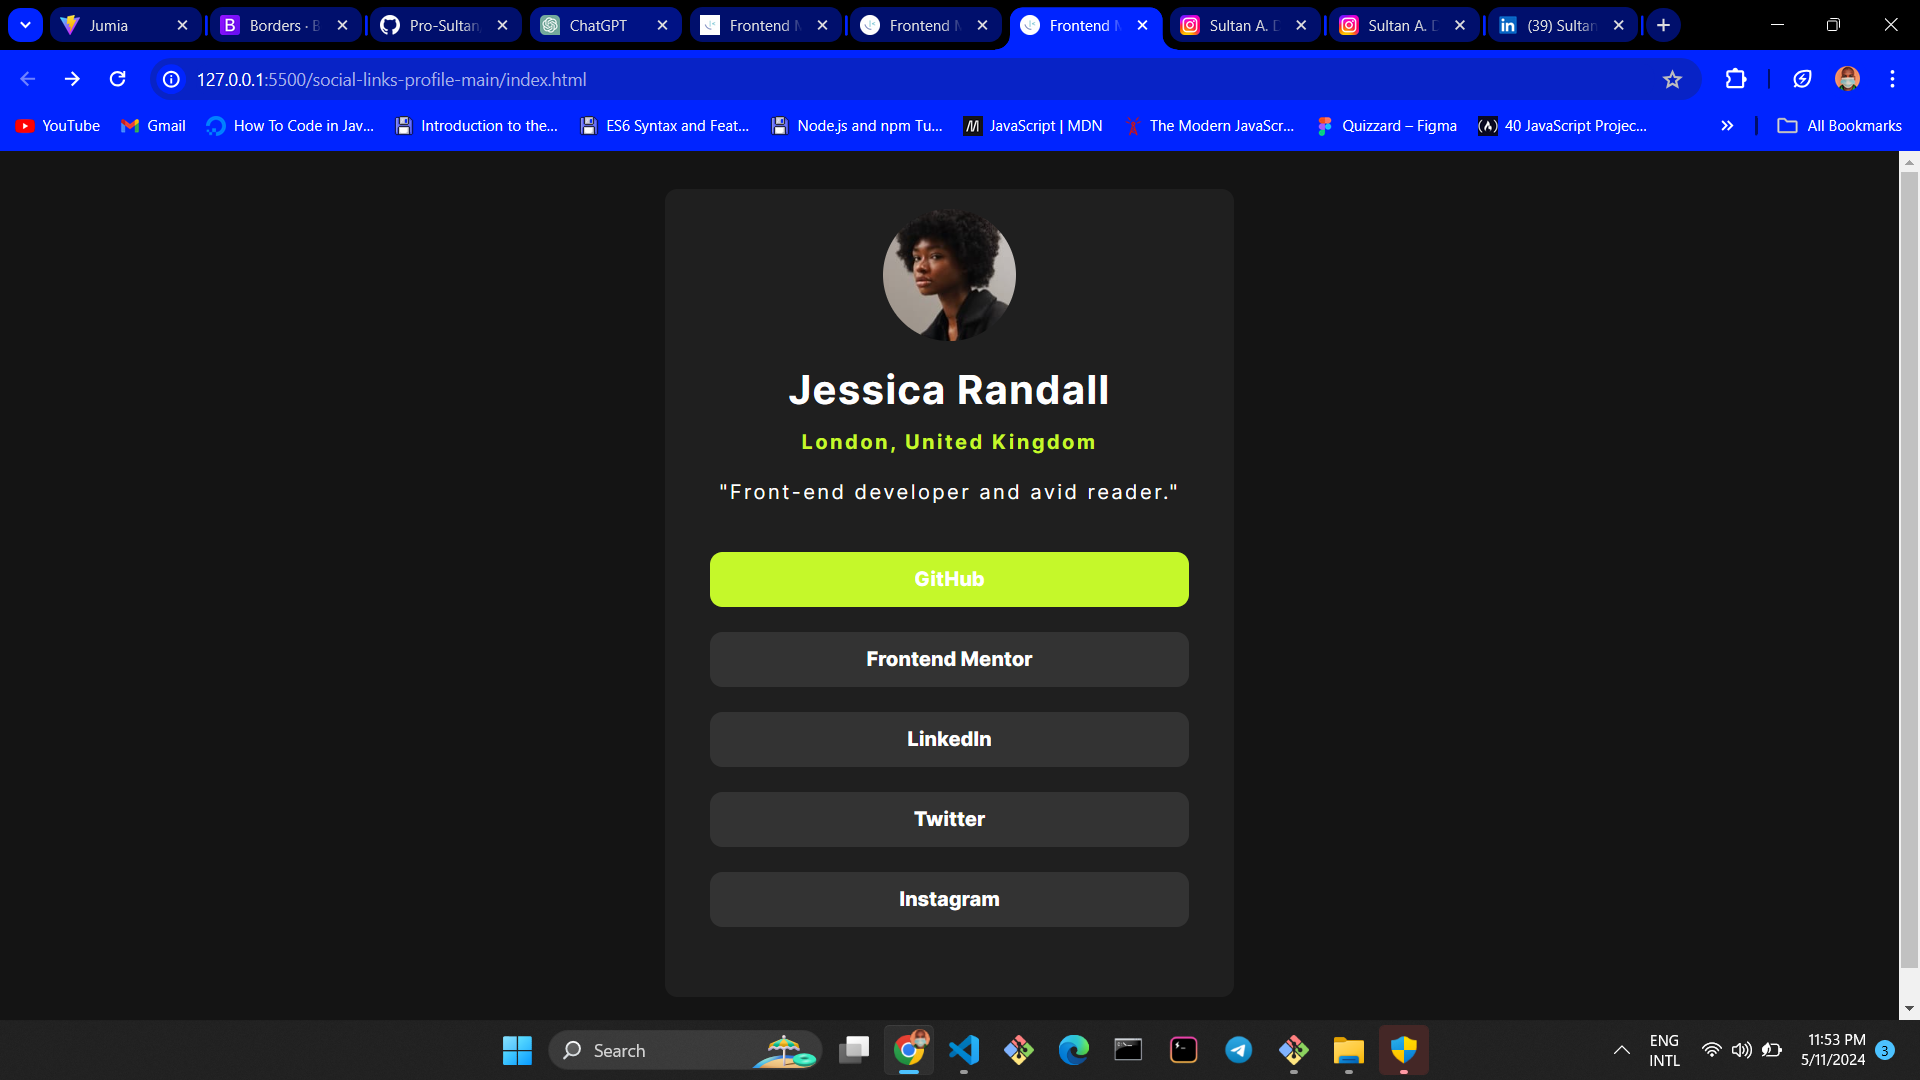 Jumia
Borders · B
Pro-Sultan
ChatGPT
Frontend M
Frontend M
Frontend M
Sultan A. D
Sultan A. D
(39) Sultan
127.0.0.1:5500/social-links-profile-main/index.html
YouTube
Gmail
How To Code in Jav...
Introduction to the...
ES6 Syntax and Feat...
Node.js and npm Tu...
JavaScript | MDN
The Modern JavaScr...
Quizzard – Figma
40 JavaScript Projec...
All Bookmarks
Jessica Randall
London, United Kingdom
"Front-end developer and avid reader."
GitHub
Frontend Mentor
LinkedIn
Twitter
Instagram
Search
ENG
INTL
11:53 PM
5/11/2024
3